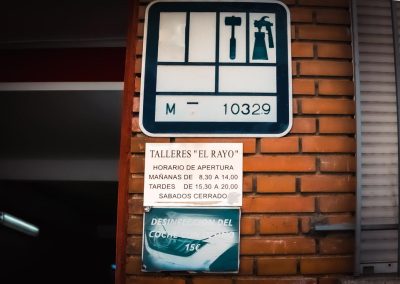 M - 10329
TALLERES "EL RAYO"
HORARIO DE APERTURA
MAÑANAS DE 8,30 A 14,00
TARDES DE 15,30 A 20,00
SABADOS CERRADO
DESINFECCION DEL
COCHE
15€